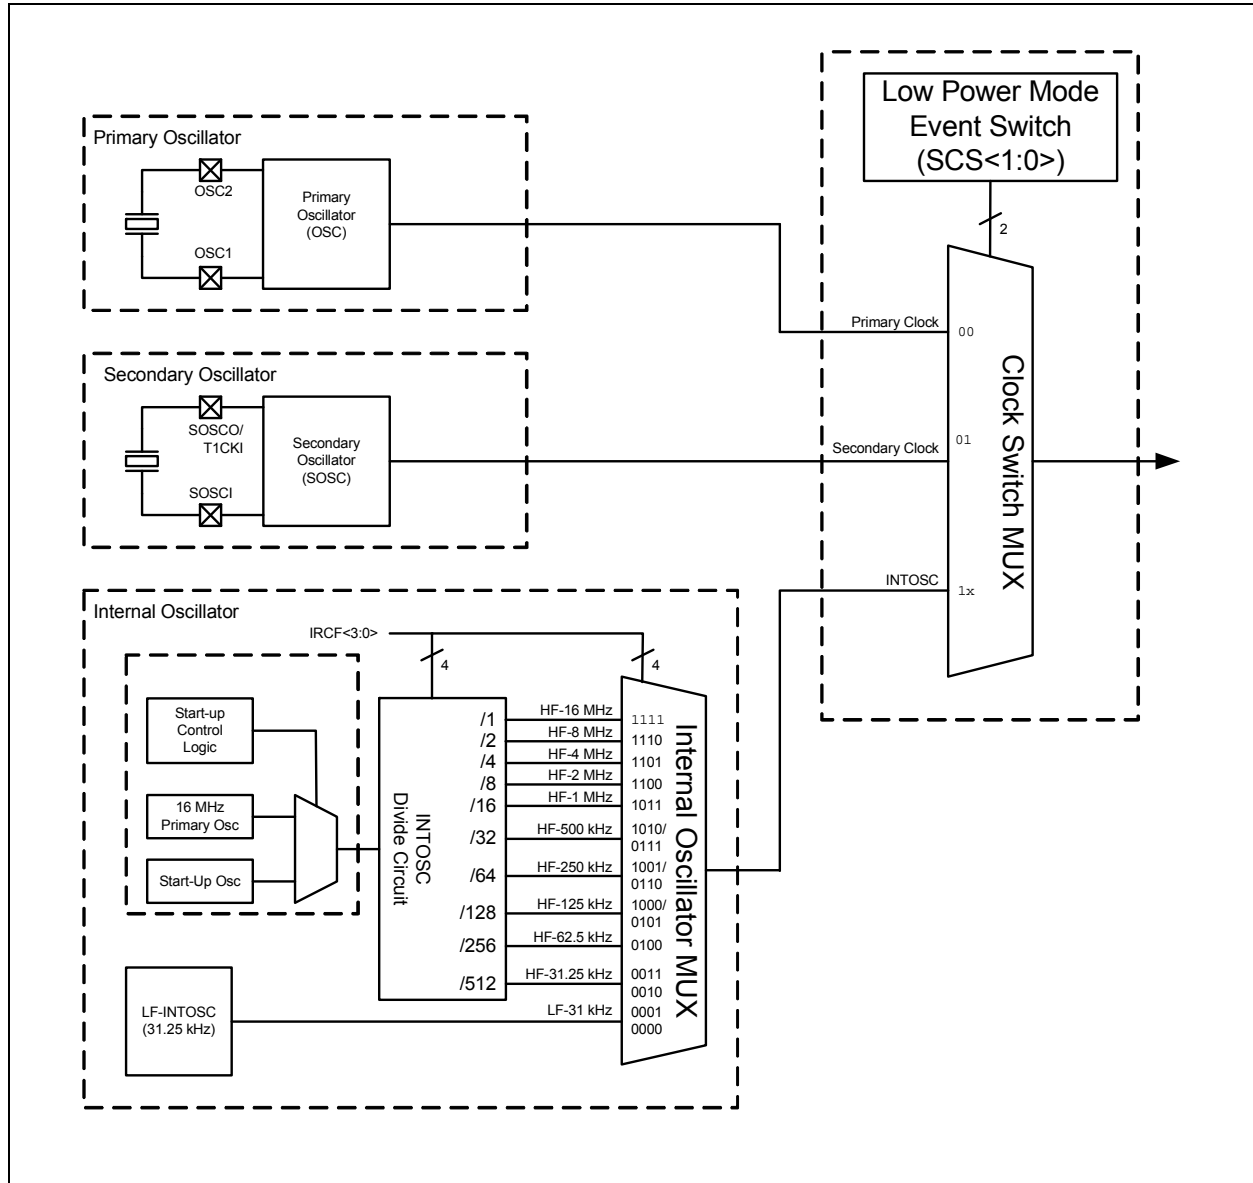 Low Power Mode
Event Switch
(SCS<1:0>)
2
Primary Oscillator
OSC2
OSC1
Primary
Oscillator
(OSC)
Primary Clock
00
Secondary Oscillator
SOSCO/
T1CKI
SOSCI
Secondary
Oscillator
(SOSC)
Secondary Clock
01
Clock Switch MUX
INTOSC
1x
Internal Oscillator
IRCF<3:0>
4
4
Start-up
Control
Logic
16 MHz
Primary Osc
Start-Up Osc
INTOSC
Divide Circuit
/1
HF-16 MHz
1111
/2
HF-8 MHz
1110
/4
HF-4 MHz
1101
/8
HF-2 MHz
1100
/16
HF-1 MHz
1011
/32
HF-500 kHz
1010/
0111
/64
HF-250 kHz
1001/
0110
/128
HF-125 kHz
1000/
0101
/256
HF-62.5 kHz
0100
/512
HF-31.25 kHz
0011
0010
LF-31 kHz
0001
0000
Internal Oscillator MUX
LF-INTOSC
(31.25 kHz)